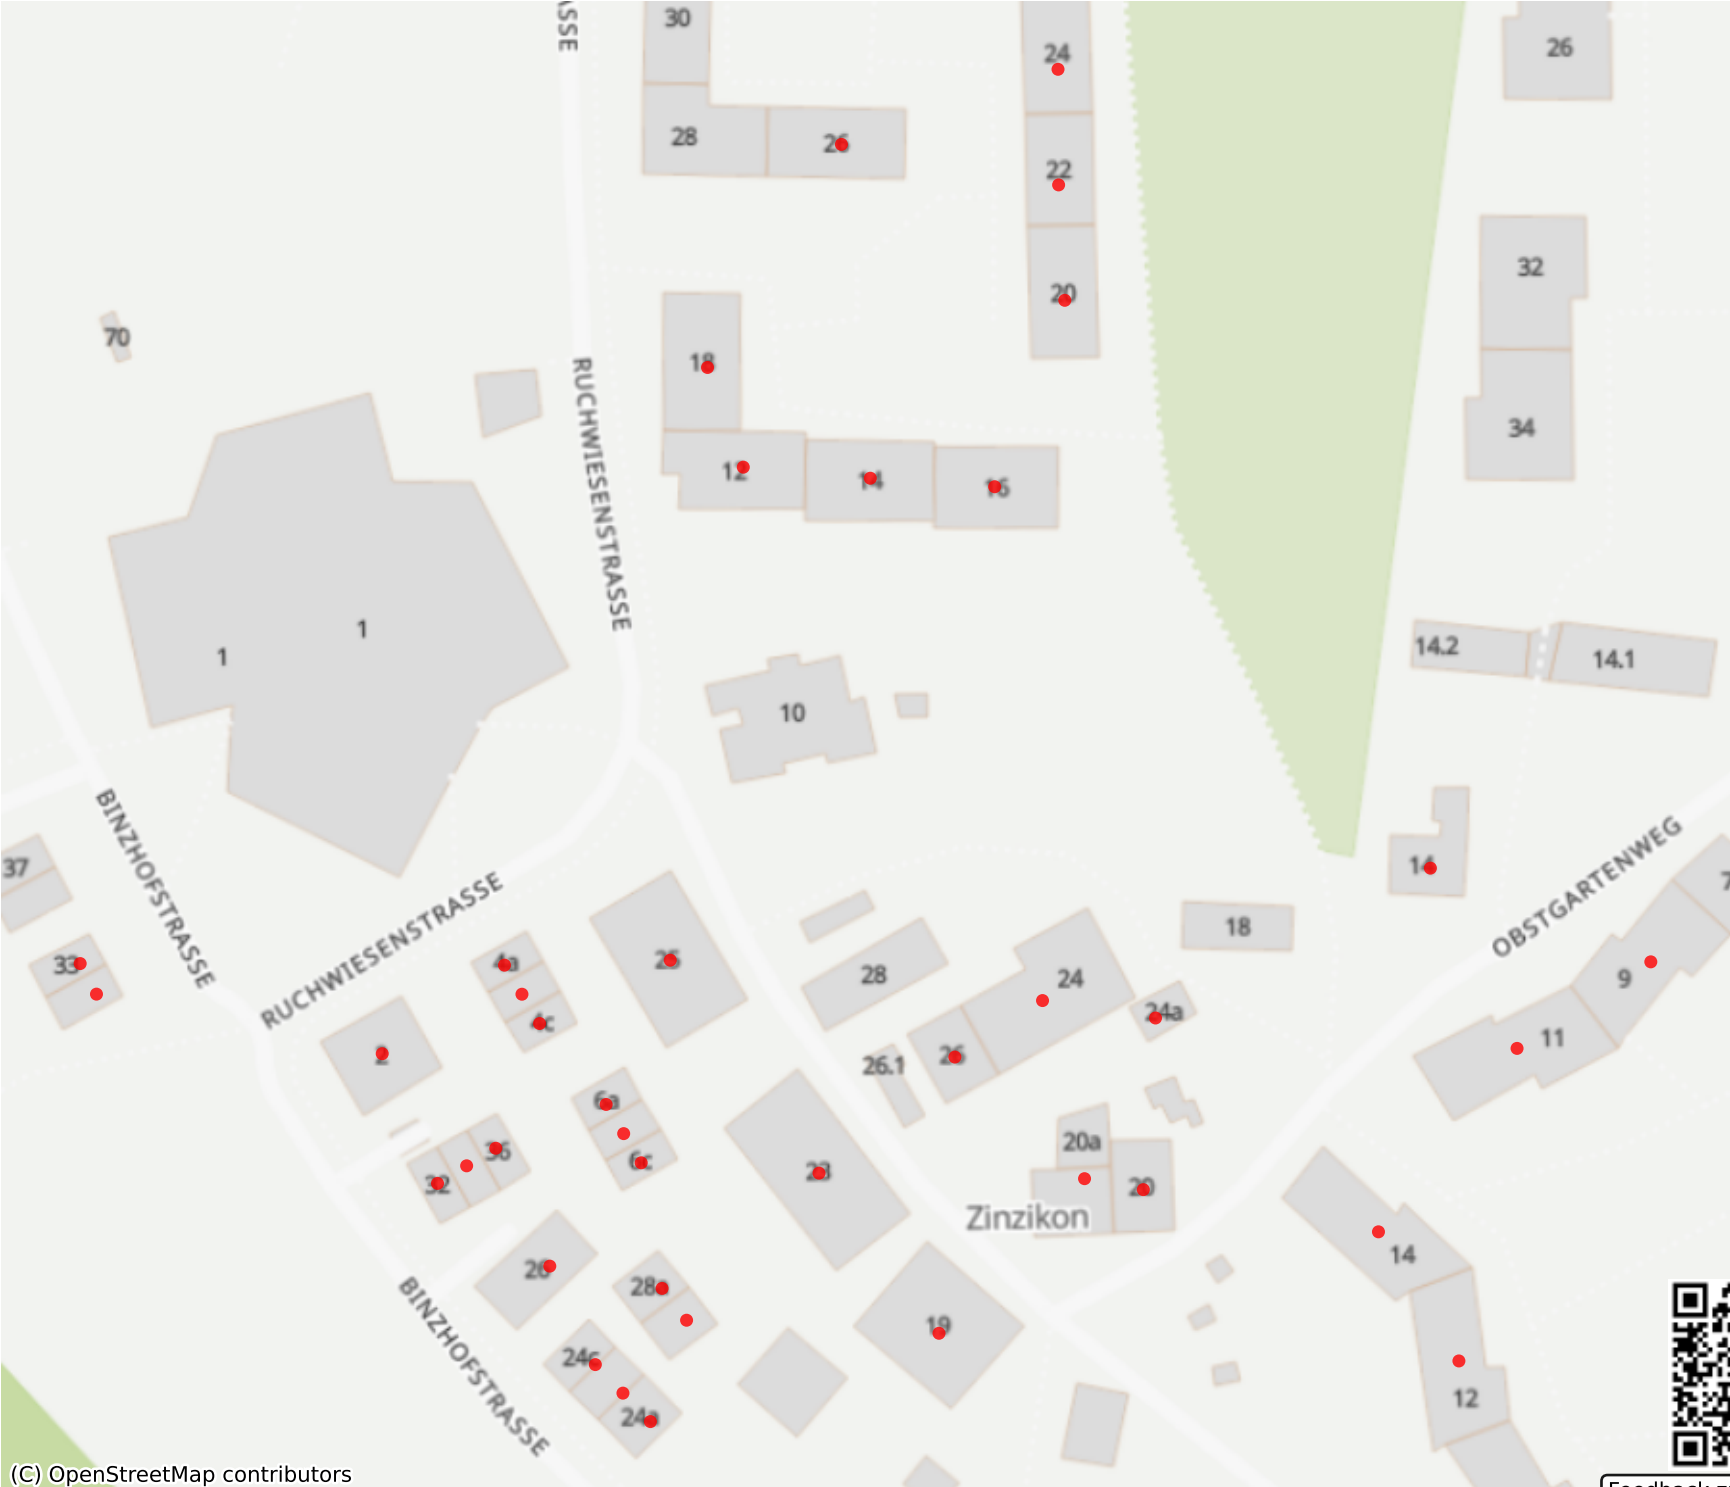 SSE
30
24
26
28
26
22
32
20
70
18
RUCHWIESENSTRASSE
34
12
14
16
1
1
14.2
14.1
10
BINZHOFSTRASSE
37
14
OBSTGARTENWEG
RUCHWIESENSTRASSE
18
33
4a
25
28
24
9
24a
4c
2
26
26.1
11
6a
20a
36
6c
32
23
20
Zinzikon
14
26
28a
BINZHOFSTRASSE
19
24c
24a
12
(C) OpenStreetMap contributors